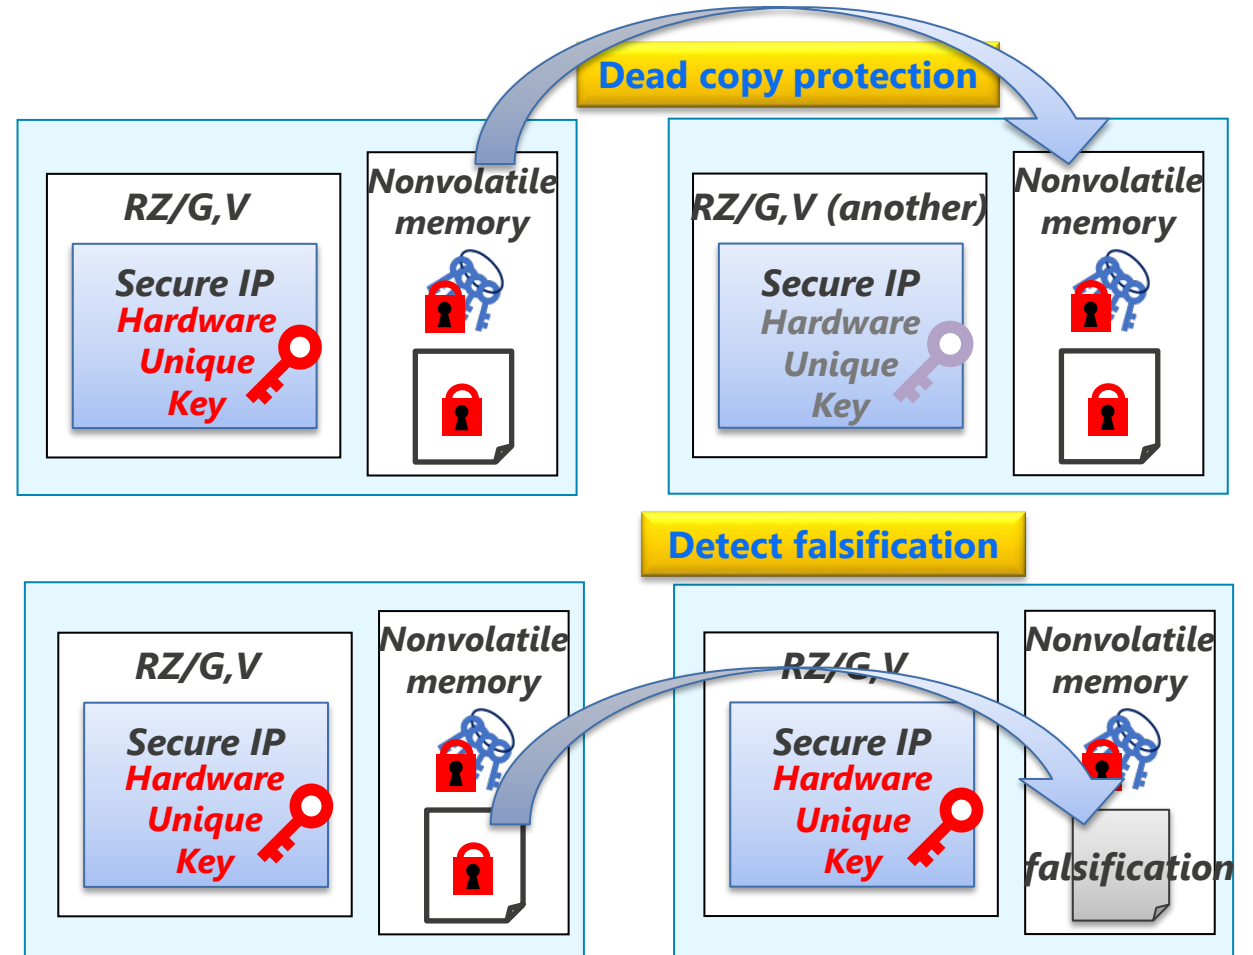 Dead copy protection
RZ/G,V
Secure IP
Hardware
Unique
Key
Nonvolatile
memory
RZ/G,V (another)
Secure IP
Hardware
Unique
Key
Nonvolatile
memory
Detect falsification
RZ/G,V
Secure IP
Hardware
Unique
Key
Nonvolatile
memory
RZ/G,V
Secure IP
Hardware
Unique
Key
Nonvolatile
memory
falsification